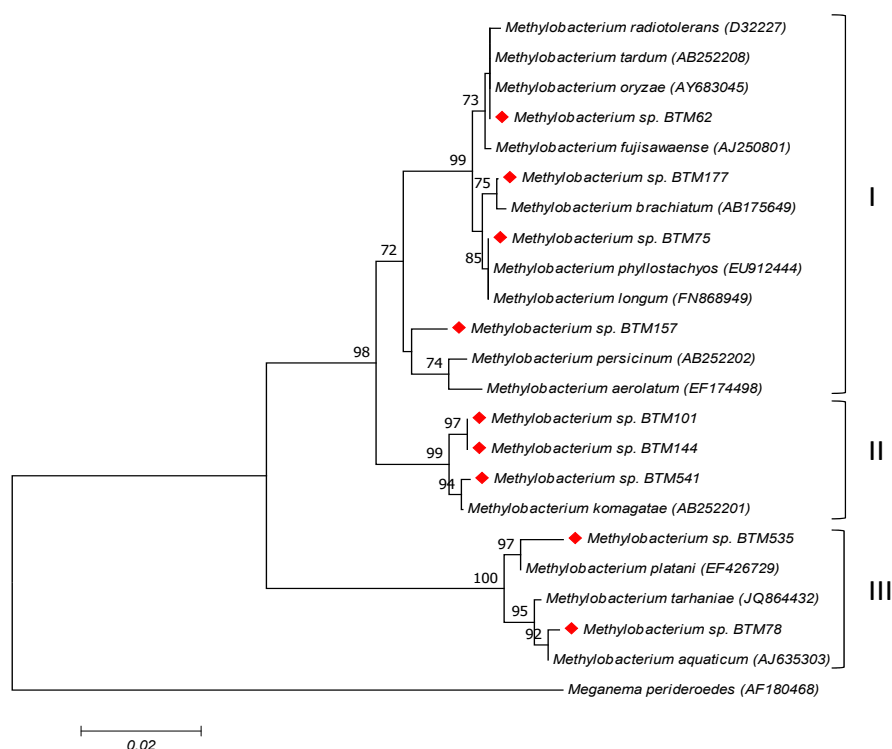 Methylobacterium radiotolerans (D32227)
Methylobacterium tardum (AB252208)
Methylobacterium oryzae (AY683045)
73
Methylobacterium sp. BTM62
Methylobacterium fujisawaense (AJ250801)
99
Methylobacterium sp. BTM177
75
I
Methylobacterium brachiatum (AB175649)
Methylobacterium sp. BTM75
72
85
Methylobacterium phyllostachyos (EU912444)
Methylobacterium longum (FN868949)
Methylobacterium sp. BTM157
98
74
Methylobacterium persicinum (AB252202)
Methylobacterium aerolatum (EF174498)
97
Methylobacterium sp. BTM101
99
Methylobacterium sp. BTM144
II
94
Methylobacterium sp. BTM541
Methylobacterium komagatae (AB252201)
97
Methylobacterium sp. BTM535
100
Methylobacterium platani (EF426729)
III
95
Methylobacterium tarhaniae (JQ864432)
92
Methylobacterium sp. BTM78
Methylobacterium aquaticum (AJ635303)
Meganema perideroedes (AF180468)
0.02